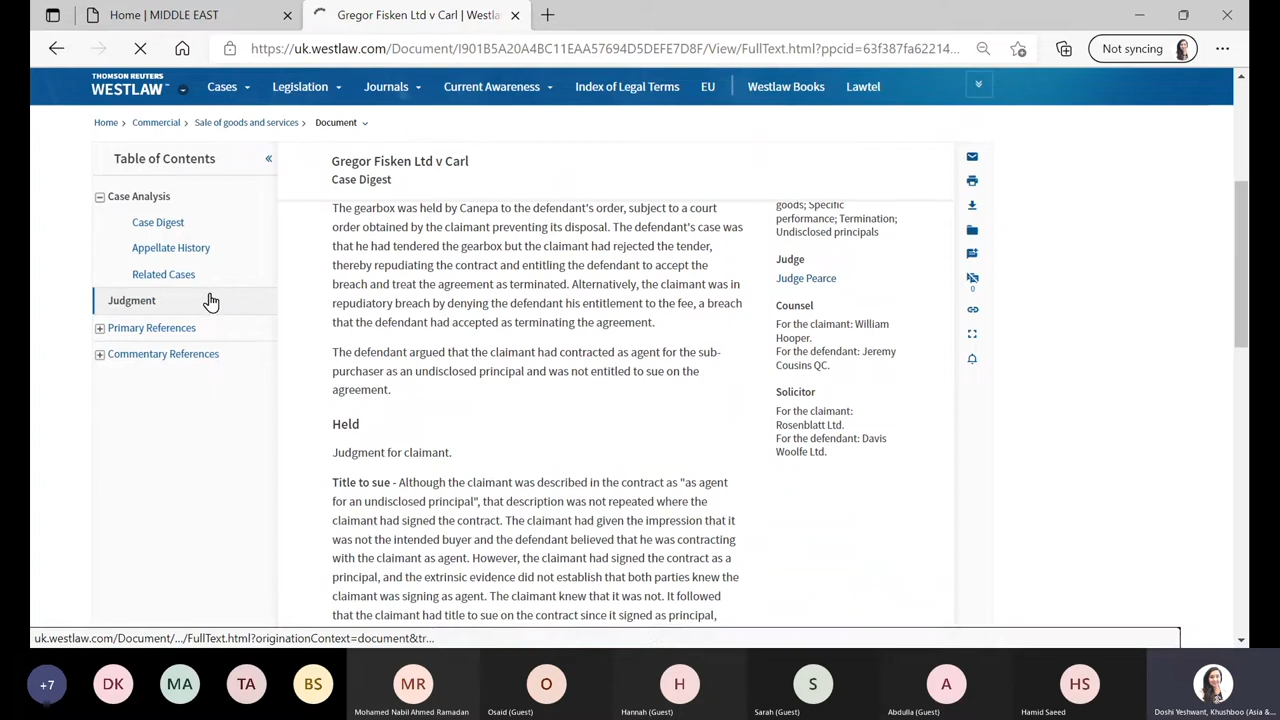 Home | MIDDLE EAST
Gregor Fisken Ltd v Carl | Westlaw
https://uk.westlaw.com/Document/I901B5A20A4BC11EAA57694D5DEFE7D8F/View/FullText.html?ppcid=63f387fa62214...
Not syncing
THOMSON REUTERS
WESTLAW
Cases
Legislation
Journals
Current Awareness
Index of Legal Terms
EU
Westlaw Books
Lawtel
Home
Commercial
Sale of goods and services
Document
Table of Contents
Case Analysis
Case Digest
Appellate History
Related Cases
Judgment
Primary References
Commentary References
Gregor Fisken Ltd v Carl
Case Digest
The gearbox was held by Canepa to the defendant's order, subject to a court
order obtained by the claimant preventing its disposal. The defendant's case was
that he had tendered the gearbox but the claimant had rejected the tender,
thereby repudiating the contract and entitling the defendant to accept the
breach and treat the agreement as terminated. Alternatively, the claimant was in
repudiatory breach by denying the defendant his entitlement to the fee, a breach
that the defendant had accepted as terminating the agreement.
The defendant argued that the claimant had contracted as agent for the sub-
purchaser as an undisclosed principal and was not entitled to sue on the
agreement.
Held
Judgment for claimant.
Title to sue - Although the claimant was described in the contract as "as agent
for an undisclosed principal", that description was not repeated where the
claimant had signed the contract. The claimant had given the impression that it
was not the intended buyer and the defendant believed that he was contracting
with the claimant as agent. However, the claimant had signed the contract as a
principal, and the extrinsic evidence did not establish that both parties knew the
claimant was signing as agent. The claimant knew that it was not. It followed
that the claimant had title to sue on the contract since it signed as principal,
goods; Specific
performance; Termination;
Undisclosed principals
Judge
Judge Pearce
Counsel
For the claimant: William
Hooper.
For the defendant: Jeremy
Cousins QC.
Solicitor
For the claimant:
Rosenblatt Ltd.
For the defendant: Davis
Woolfe Ltd.
0
uk.westlaw.com/Document/.../FullText.html?originationContext=document&tr...
+7
DK
MA
TA
BS
MR
O
H
S
A
HS
Mohamed Nabil Ahmed Ramadan
Osaid (Guest)
Hannah (Guest)
Sarah (Guest)
Abdulla (Guest)
Hamid Saeed
Doshi Yeshwant, Khushboo (Asia &...